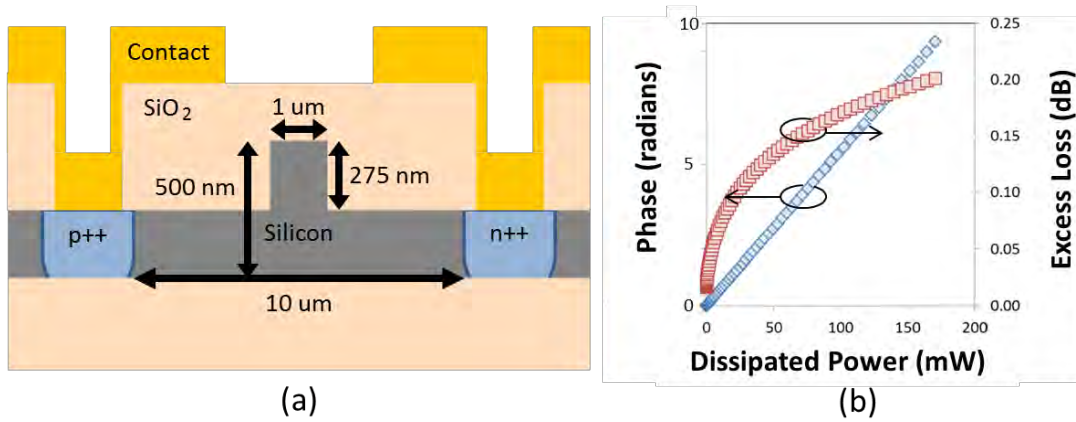 Contact
SiO2
1 um
500 nm
275 nm
p++
Silicon
n++
10 um
(a)
(b)
Phase (radians)
10
5
0
Excess Loss (dB)
0.25
0.20
0.15
0.10
0.05
0.00
0
50
100
150
200
Dissipated Power (mW)